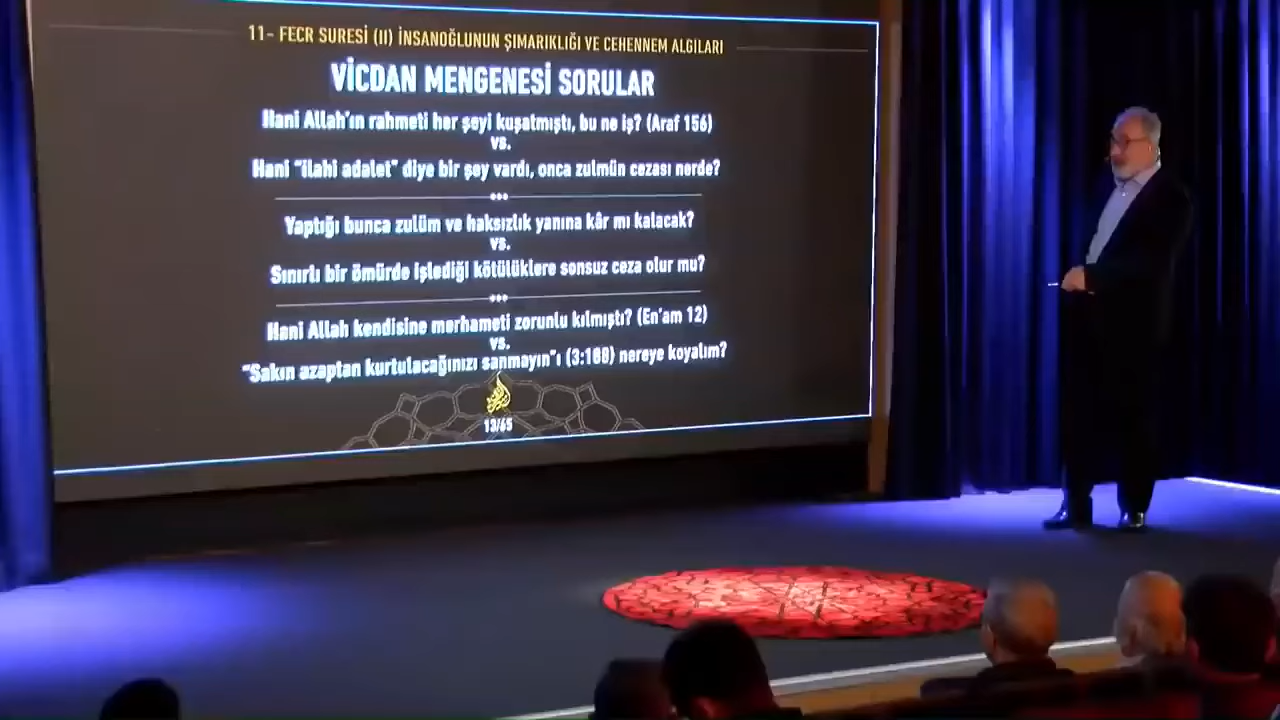 11- FECR SURESİ (II) İNSANOĞLUNUN ŞIMARIKLIĞI VE CEHENNEM ALGILARI
VİCDAN MENGENESİ SORULAR
Hani Allah'ın rahmeti her şeyi kuşatmıştı, bu ne iş? (Araf 156)
vs.
Hani "ilahi adalet" diye bir şey vardı, onca zulmün cezası nerde?
Yaptığı bunca zulüm ve haksızlık yanına kâr mı kalacak?
vs.
Sınırlı bir ömürde işlediği kötülüklere sonsuz ceza olur mu?
Hani Allah kendisine merhameti zorunlu kılmıştı? (En'am 12)
vs.
"Sakın azaptan kurtulacağınızı sanmayın"ı (3:188) nereye koyalım?
13/65